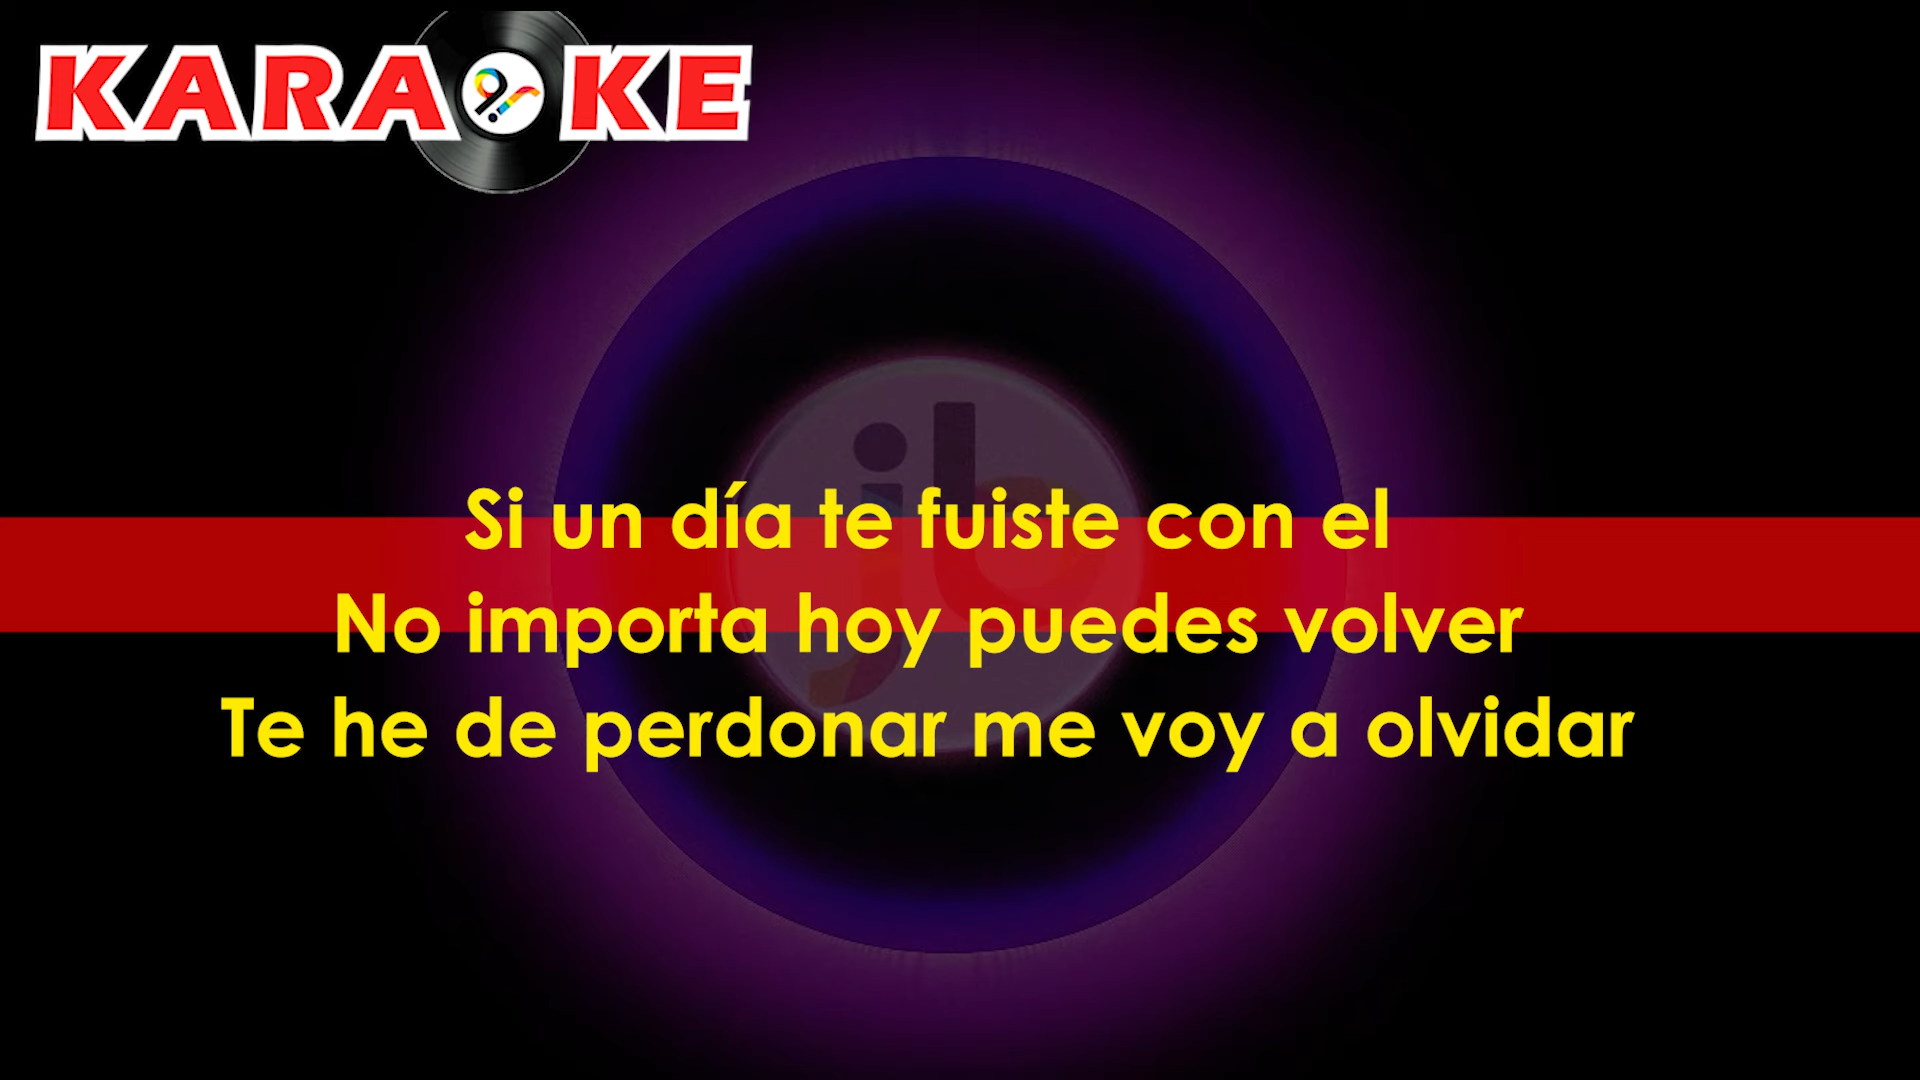 KARAOKE
jb
Si un día te fuiste con el
No importa hoy puedes volver
Te he de perdonar me voy a olvidar